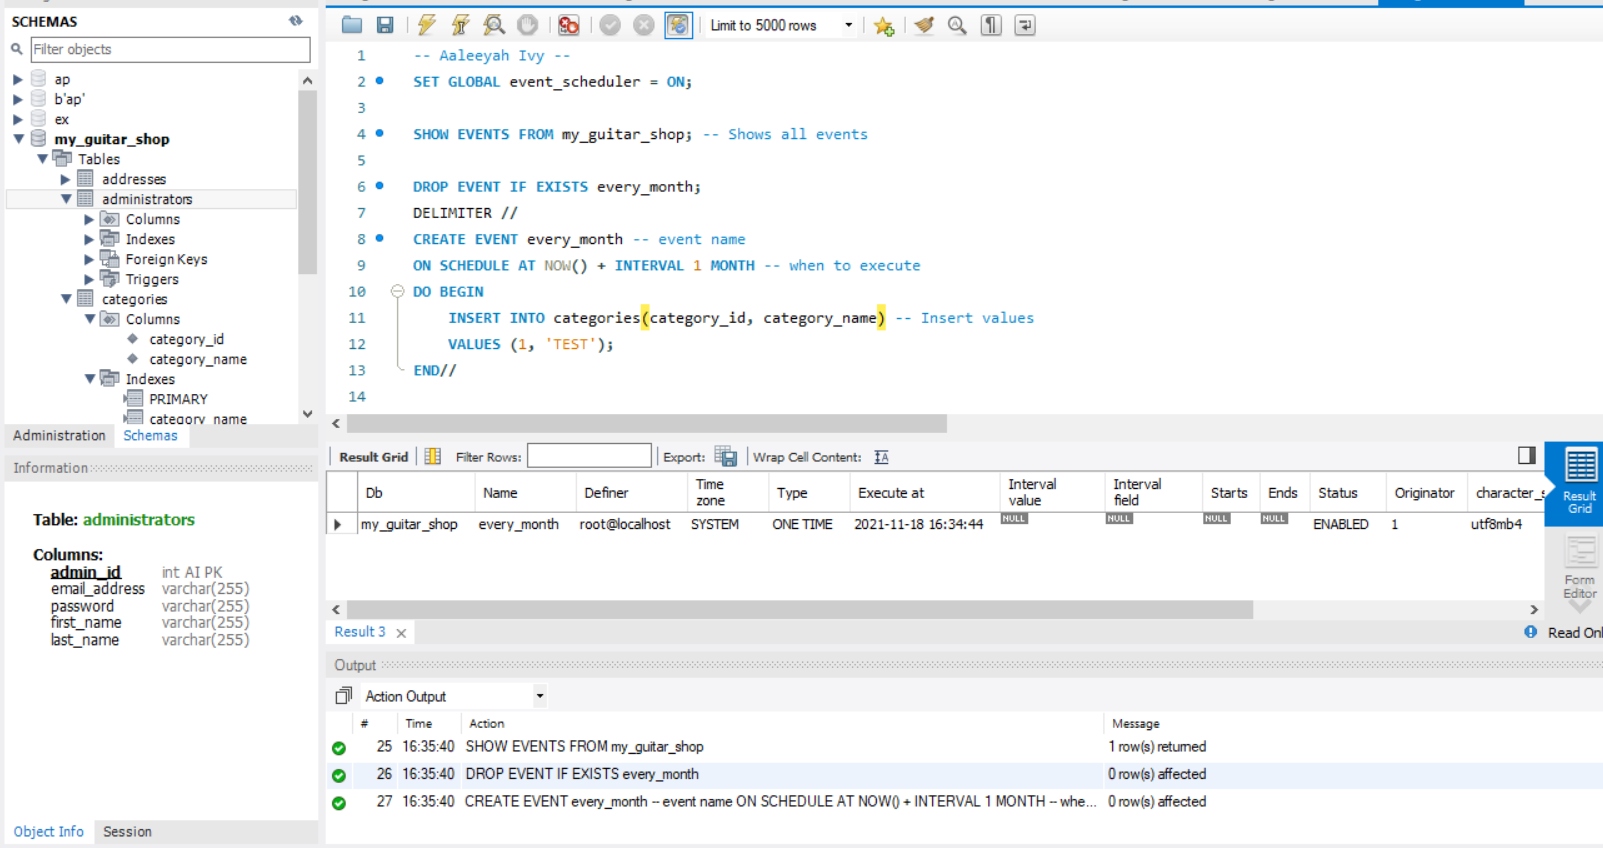 SCHEMAS
Filter objects
ap
b'ap'
ex
my_guitar_shop
Tables
addresses
administrators
Columns
Indexes
Foreign Keys
Triggers
categories
Columns
category_id
category_name
Indexes
PRIMARY
category_name
Administration Schemas
Information
Table: administrators
Columns:
admin_id int AI PK
email_address varchar(255)
password varchar(255)
first_name varchar(255)
last_name varchar(255)
Object Info Session
Limit to 5000 rows
1 -- Aaleeyah Ivy --
2 SET GLOBAL event_scheduler = ON;
3
4 SHOW EVENTS FROM my_guitar_shop; -- Shows all events
5
6 DROP EVENT IF EXISTS every_month;
7 DELIMITER //
8 CREATE EVENT every_month -- event name
9 ON SCHEDULE AT NOW() + INTERVAL 1 MONTH -- when to execute
10 DO BEGIN
11 INSERT INTO categories(category_id, category_name) -- Insert values
12 VALUES (1, 'TEST');
13 END//
14
Result Grid Filter Rows: Export: Wrap Cell Content: IA
Db Name Definer Time zone Type Execute at Interval value Interval field Starts Ends Status Originator character_s
my_guitar_shop every_month root@localhost SYSTEM ONE TIME 2021-11-18 16:34:44 NULL NULL NULL NULL ENABLED 1 utf8mb4
Result Grid
Form Editor
Result 3
Read Onl
Output
Action Output
# Time Action Message
25 16:35:40 SHOW EVENTS FROM my_guitar_shop 1 row(s) returned
26 16:35:40 DROP EVENT IF EXISTS every_month 0 row(s) affected
27 16:35:40 CREATE EVENT every_month -- event name ON SCHEDULE AT NOW() + INTERVAL 1 MONTH -- whe... 0 row(s) affected